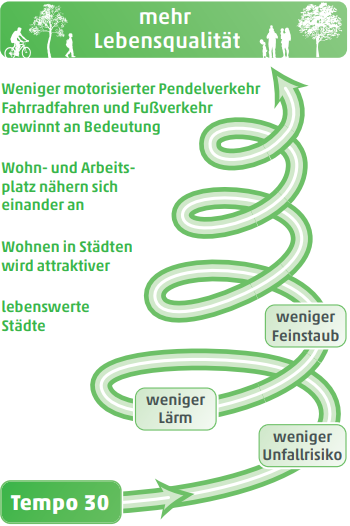 mehr
Lebensqualität
Weniger motorisierter Pendelverkehr
Fahrradfahren und Fußverkehr
gewinnt an Bedeutung
Wohn- und Arbeits-
platz nähern sich
einander an
Wohnen in Städten
wird attraktiver
lebenswerte
Städte
weniger
Feinstaub
weniger
Lärm
weniger
Unfallrisiko
Tempo 30